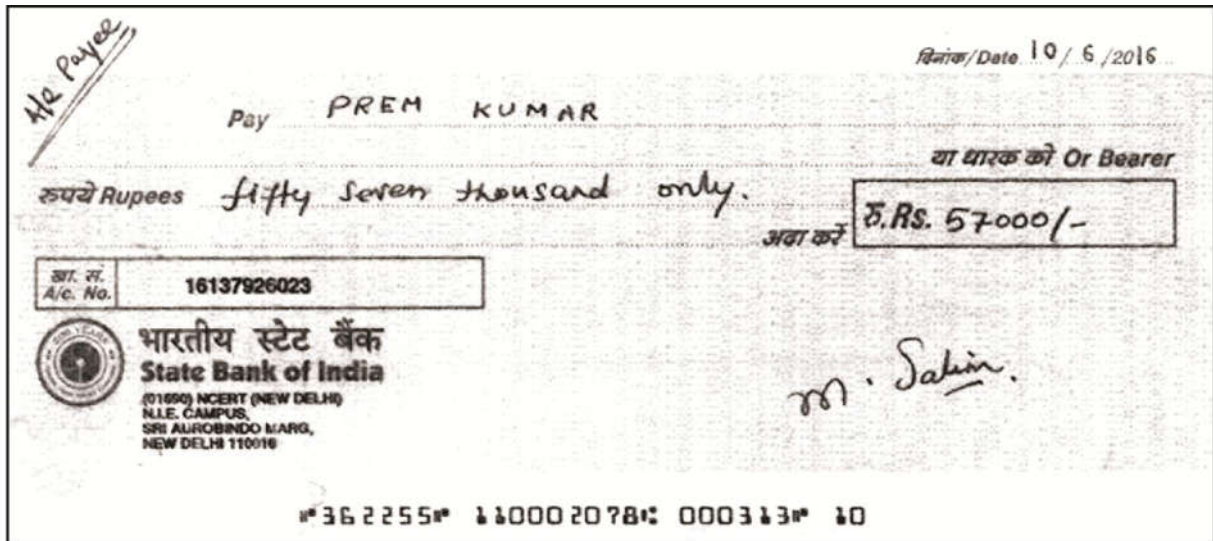 A/c Payee
दिनांक/Date 10/6/2016
Pay PREM KUMAR
या धारक को Or Bearer
रुपये Rupees fifty seven thousand only.
अदा करें रु.Rs. 57000/-
खा. सं.
A/c. No. 16137926023
भारतीय स्टेट बैंक
State Bank of India
(01690) NCERT (NEW DELHI)
N.I.E. CAMPUS,
SRI AUROBINDO MARG,
NEW DELHI 110016
M. Salim.
⑈362255⑈ 110002078⑆ 000313⑈ 10